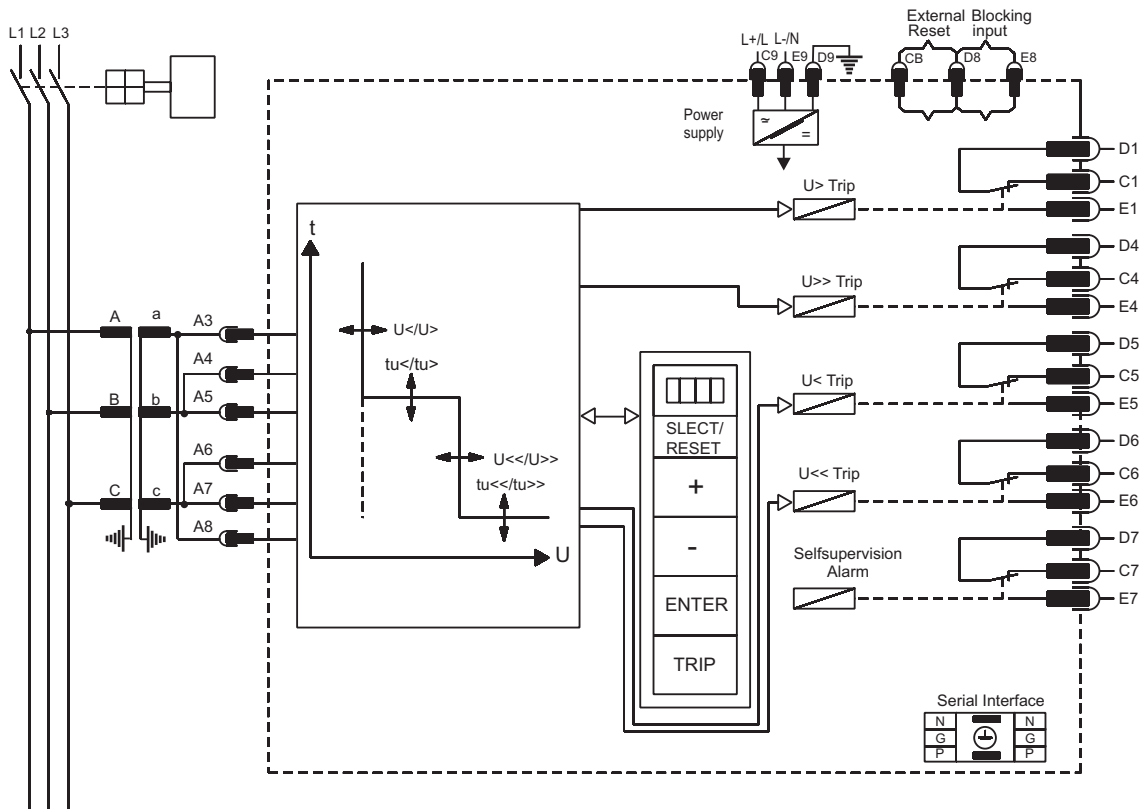 L1 L2 L3
External Reset
Blocking input
L+/L L-/N
C9 E9 D9
CB D8 E8
Power supply
D1
C1
E1
U> Trip
D4
C4
E4
U>> Trip
D5
C5
E5
U< Trip
D6
C6
E6
U<< Trip
D7
C7
E7
Selfsupervision
Alarm
t
U</U>
tu</tu>
U<</U>>
tu<</tu>>
U
A a A3
A4
B b A5
A6
C c A7
A8
SLECT/
RESET
+
-
ENTER
TRIP
Serial Interface
N N
G G
P P